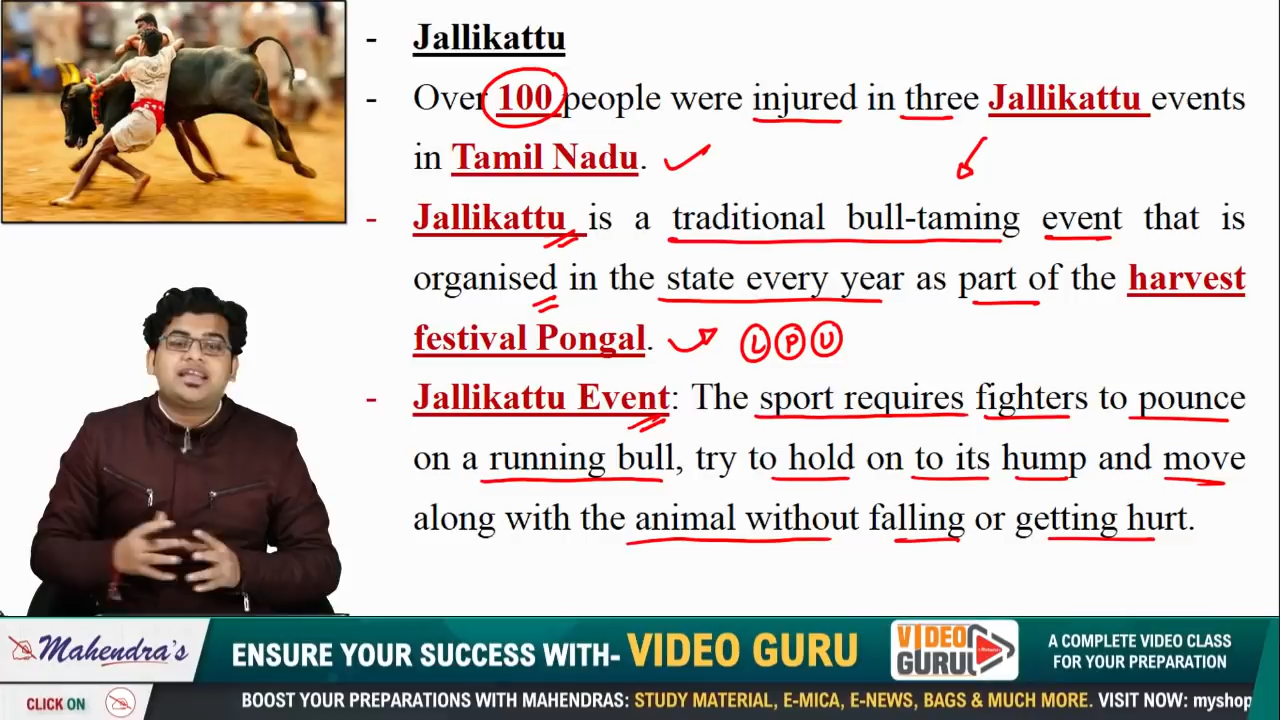 - Jallikattu
- Over 100 people were injured in three Jallikattu events
in Tamil Nadu.
- Jallikattu is a traditional bull-taming event that is
organised in the state every year as part of the harvest
festival Pongal. L P U
- Jallikattu Event: The sport requires fighters to pounce
on a running bull, try to hold on to its hump and move
along with the animal without falling or getting hurt.
Mahendra's
ENSURE YOUR SUCCESS WITH- VIDEO GURU
VIDEO
GURU
A COMPLETE VIDEO CLASS
FOR YOUR PREPARATION
CLICK ON
BOOST YOUR PREPARATIONS WITH MAHENDRAS: STUDY MATERIAL, E-MICA, E-NEWS, BAGS & MUCH MORE. VISIT NOW: myshop